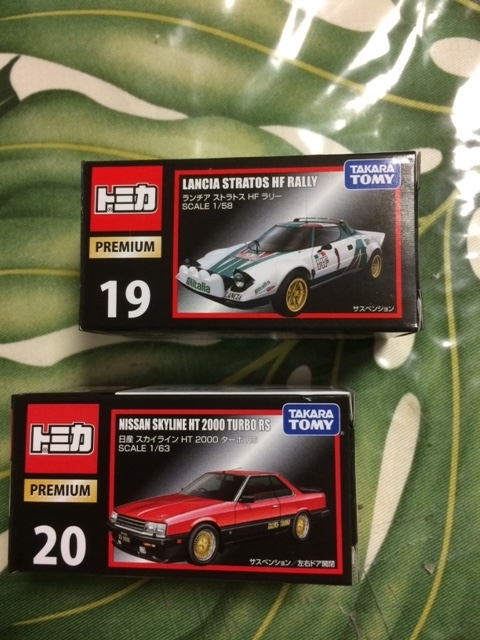 トミカ
PREMIUM
19
LANCIA STRATOS HF RALLY
ランチア ストラトス HF ラリー
SCALE 1/58
TAKARA
TOMY
Alitalia
LANCIA
サスペンション
トミカ
PREMIUM
20
NISSAN SKYLINE HT 2000 TURBO RS
日産 スカイライン HT 2000 ターボ RS
SCALE 1/63
TAKARA
TOMY
サスペンション/左右ドア開閉